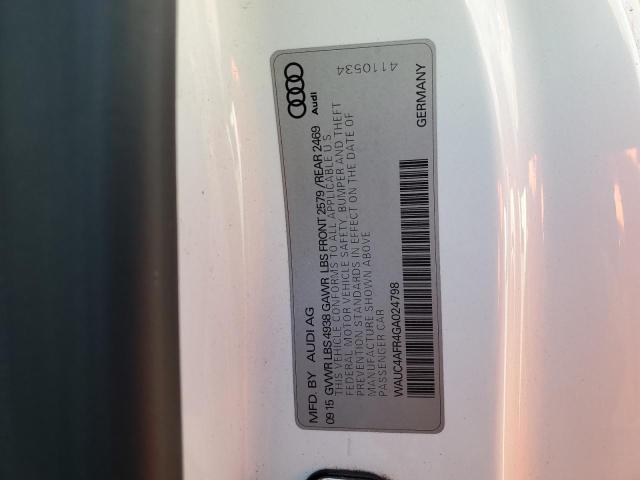 MFD. BY AUDI AG
09 15 GVWR LBS 4938 GAWR LBS FRONT 2579 / REAR 2469
THIS VEHICLE CONFORMS TO ALL APPLICABLE U.S
FEDERAL MOTOR VEHICLE SAFETY, BUMPER AND THEFT
PREVENTION STANDARDS IN EFFECT ON THE DATE OF
MANUFACTURE SHOWN ABOVE
PASSENGER CAR
WAUC4AFR4GA024798
GERMANY
Audi
4110534